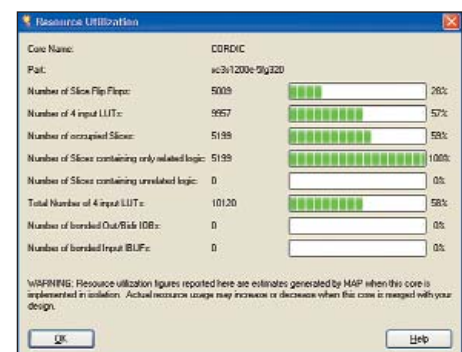 Resource Utilization
Core Name: CORDIC
Part: xc3s1200e-5fg320
Number of Slice Flip Flops: 5009 28%
Number of 4 input LUTs: 9957 57%
Number of occupied Slices: 5199 59%
Number of Slices containing only related logic: 5199 100%
Number of Slices containing unrelated logic: 0 0%
Total Number of 4 input LUTs: 10120 58%
Number of bonded Out/Bidir IOBs: 0 0%
Number of bonded Input IBUFs: 0 0%
WARNING: Resource utilization figures reported here are estimates generated by MAP when this core is
implemented in isolation. Actual resource usage may increase or decrease when this core is merged with your
design.
OK Help